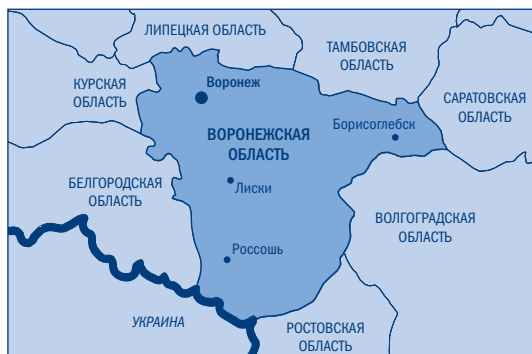 ЛИПЕЦКАЯ ОБЛАСТЬ
ТАМБОВСКАЯ
ОБЛАСТЬ
КУРСКАЯ
ОБЛАСТЬ
Воронеж
САРАТОВСКАЯ
ОБЛАСТЬ
Борисоглебск
ВОРОНЕЖСКАЯ
ОБЛАСТЬ
БЕЛГОРОДСКАЯ
ОБЛАСТЬ
Лиски
ВОЛГОГРАДСКАЯ
ОБЛАСТЬ
Россошь
УКРАИНА
РОСТОВСКАЯ
ОБЛАСТЬ